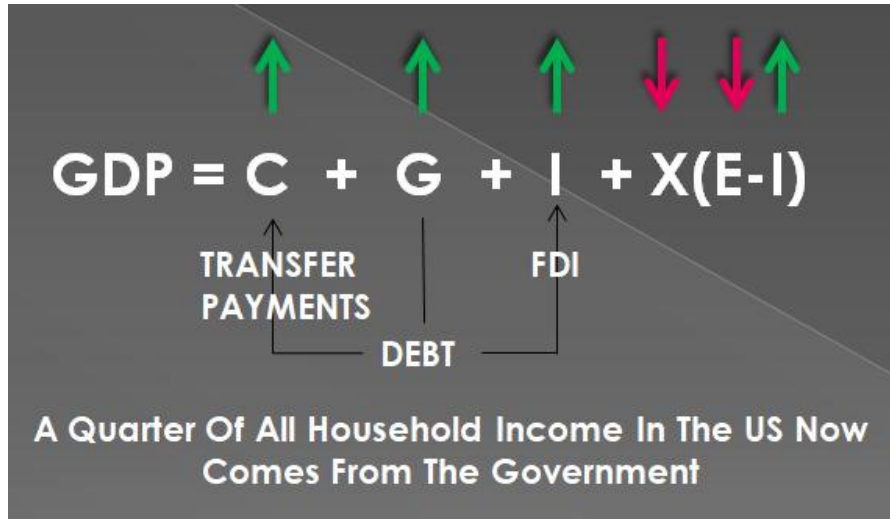 GDP = C + G + I + X(E-I)
TRANSFER
PAYMENTS
FDI
DEBT
A Quarter Of All Household Income In The US Now
Comes From The Government